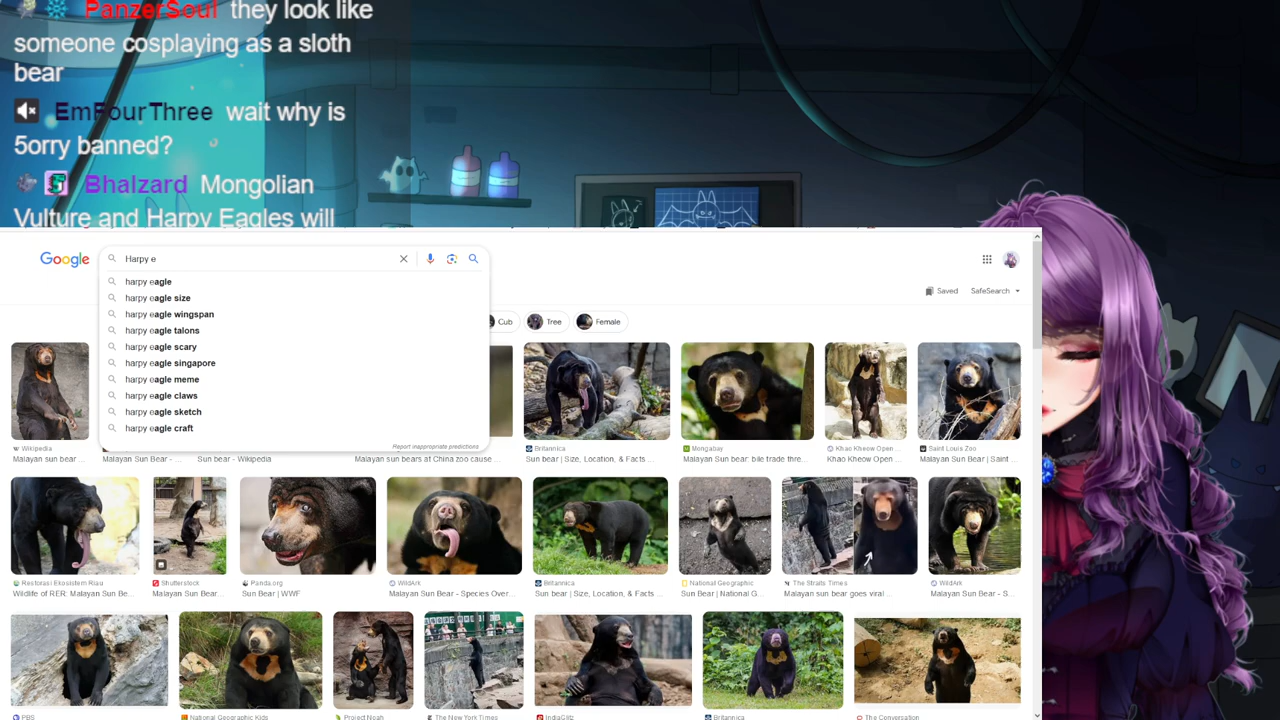 PanzerSoul they look like
someone cosplaying as a sloth
bear
EmFourThree wait why is
5orry banned?
Bhalzard Mongolian
Vulture and Harpy Eagles will
Google
Harpy e
harpy eagle
harpy eagle size
harpy eagle wingspan
harpy eagle talons
harpy eagle scary
harpy eagle singapore
harpy eagle meme
harpy eagle claws
harpy eagle sketch
harpy eagle craft
Report inappropriate predictions
Saved SafeSearch
Cub Tree Female
Wikipedia Britannica Mongabay Khao Kheow Open ... Saint Louis Zoo
Malayan sun bear ... Malayan Sun Bear - ... Sun bear - Wikipedia Malayan sun bears at China zoo cause ... Sun bear | Size, Location, & Facts ... Malayan Sun bear: bile trade thre... Khao Kheow Open ... Malayan Sun Bear | Saint ...
Restorasi Ekosistem Riau Shutterstock Panda.org WildArk Britannica National Geographic The Straits Times WildArk
Wildlife of RER: Malayan Sun Be... Malayan Sun Bear... Sun Bear | WWF Malayan Sun Bear - Species Over... Sun bear | Size, Location, & Facts ... Sun Bear | National G... Malayan sun bear goes viral ... Malayan Sun Bear - S...
PBS National Geographic Kids Project Noah The New York Times IndiaGlitz Britannica The Conversation